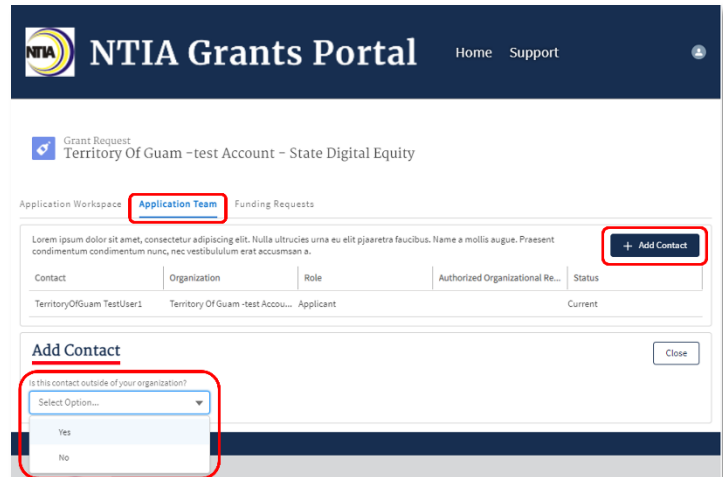 NTIA
NTIA Grants Portal
Home Support
Grant Request
Territory Of Guam -test Account - State Digital Equity
Application Workspace Application Team Funding Requests
Lorem ipsum dolor sit amet, consectetur adipiscing elit. Nulla ultrucies urna eu elit pjaaretra faucibus. Name a mollis augue. Praesent
condimentum condimentum nunc, nec vestibululum erat accusmsan a.
+ Add Contact
Contact Organization Role Authorized Organizational Re... Status
TerritoryOfGuam TestUser1 Territory Of Guam -test Accou... Applicant Current
Add Contact
Close
Is this contact outside of your organization?
Select Option...
Yes
No